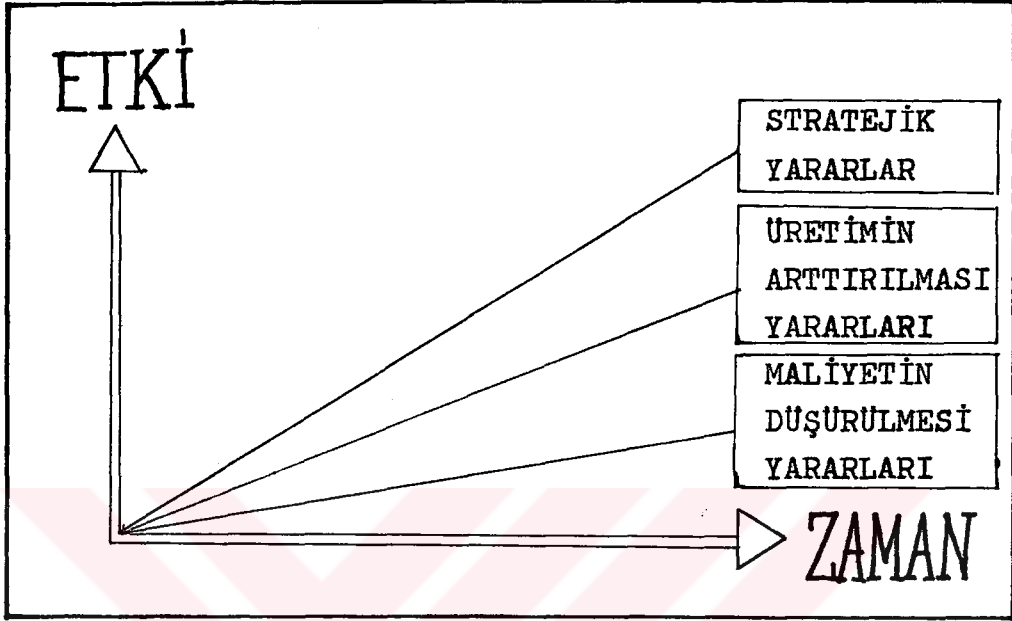 ETKİ
STRATEJİK
YARARLAR
ÜRETİMİN
ARTTIRILMASI
YARARLARI
MALİYETİN
DÜŞÜRÜLMESİ
YARARLARI
ZAMAN